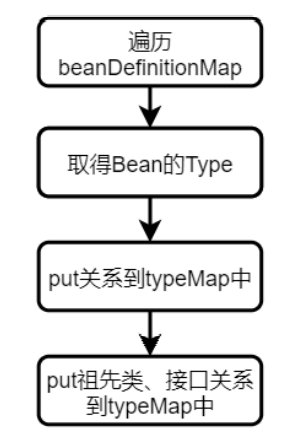 遍历
beanDefinitionMap
取得Bean的Type
put关系到typeMap中
put祖先类、接口关系
到typeMap中